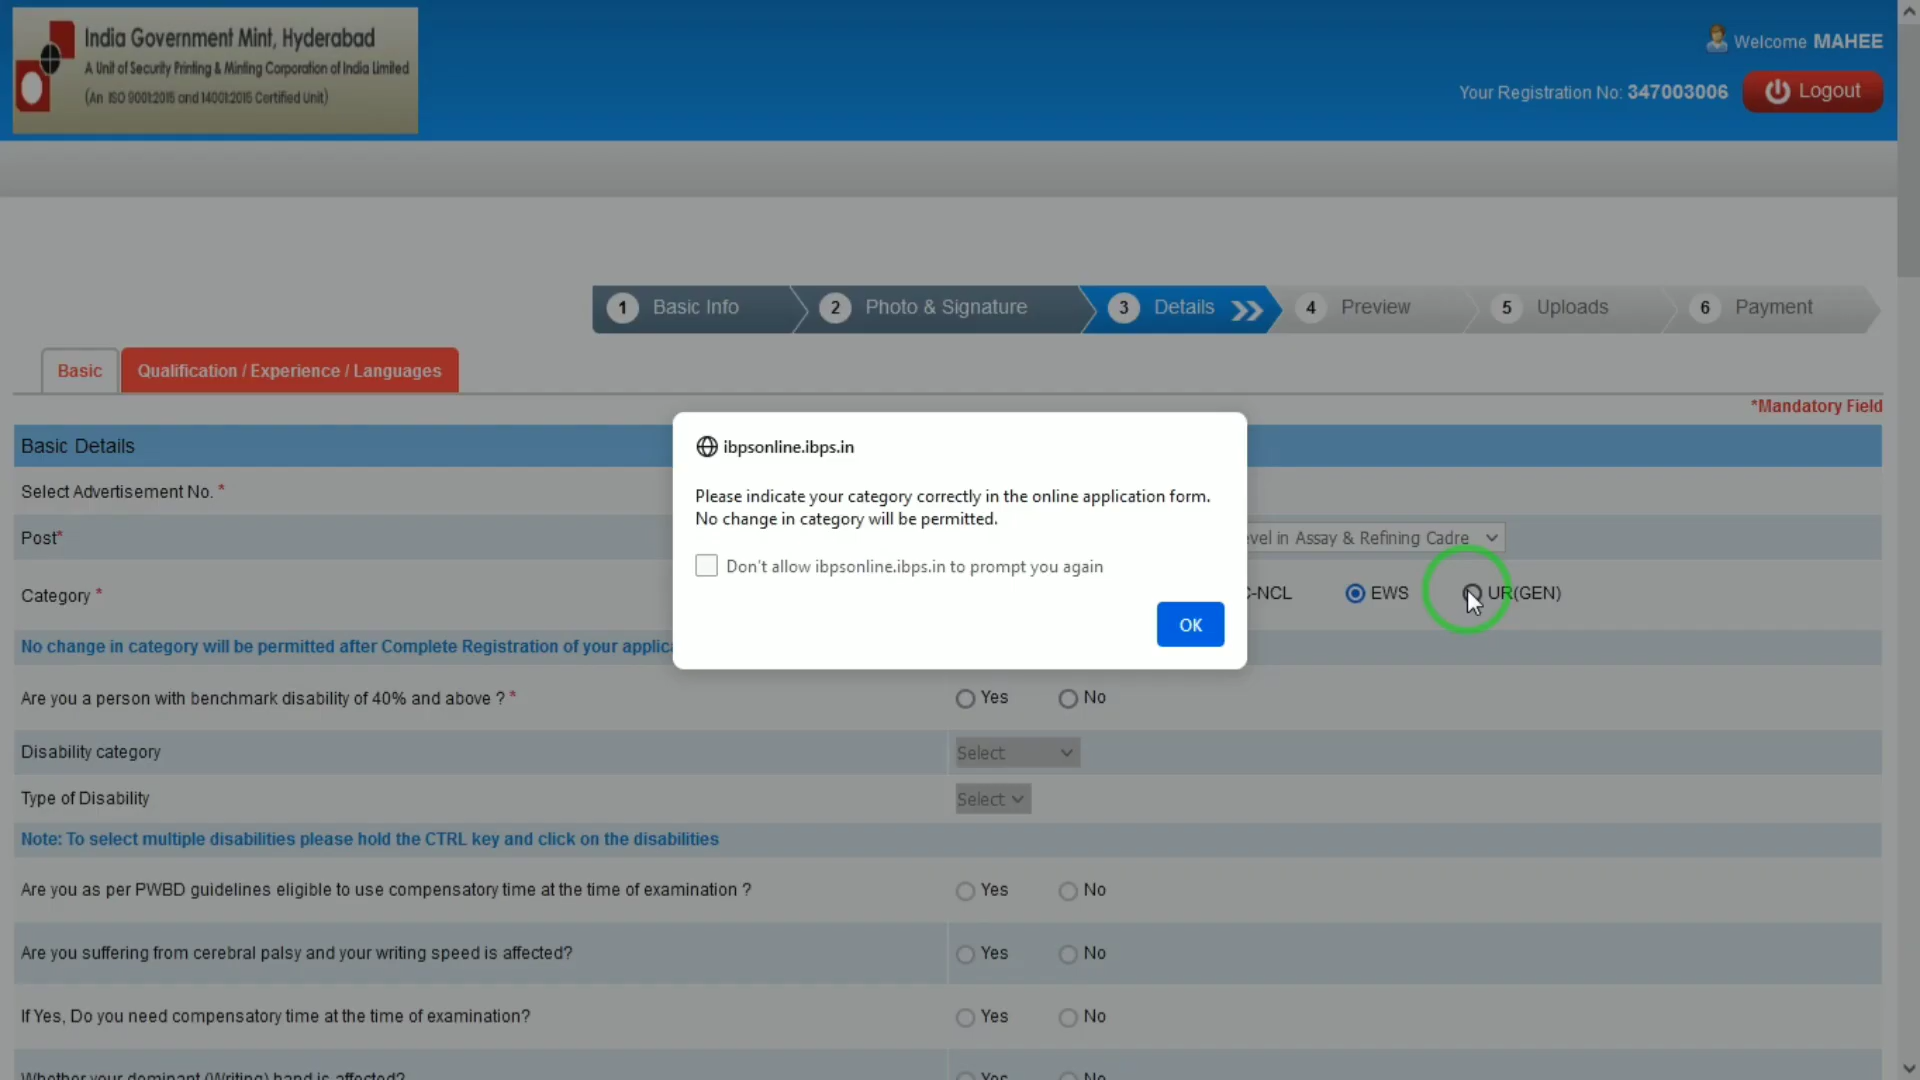 India Government Mint, Hyderabad
A Unit of Security Printing & Minting Corporation of India Limited
(An ISO 9001:2015 and 14001:2015 Certified Unit)
Welcome MAHEE
Your Registration No: 347003006
Logout
1 Basic Info
2 Photo & Signature
3 Details
4 Preview
5 Uploads
6 Payment
Basic
Qualification / Experience / Languages
*Mandatory Field
Basic Details
ibpsonline.ibps.in
Please indicate your category correctly in the online application form.
No change in category will be permitted.
Don't allow ibpsonline.ibps.in to prompt you again
OK
Select Advertisement No. *
Post*
evel in Assay & Refining Cadre
Category *
C-NCL EWS UR(GEN)
No change in category will be permitted after Complete Registration of your applica
Are you a person with benchmark disability of 40% and above ? *
Yes No
Disability category
Select
Type of Disability
Select
Note: To select multiple disabilities please hold the CTRL key and click on the disabilities
Are you as per PWBD guidelines eligible to use compensatory time at the time of examination ?
Yes No
Are you suffering from cerebral palsy and your writing speed is affected?
Yes No
If Yes, Do you need compensatory time at the time of examination?
Yes No
Whether your dominant (Writing) hand is affected?
Yes No